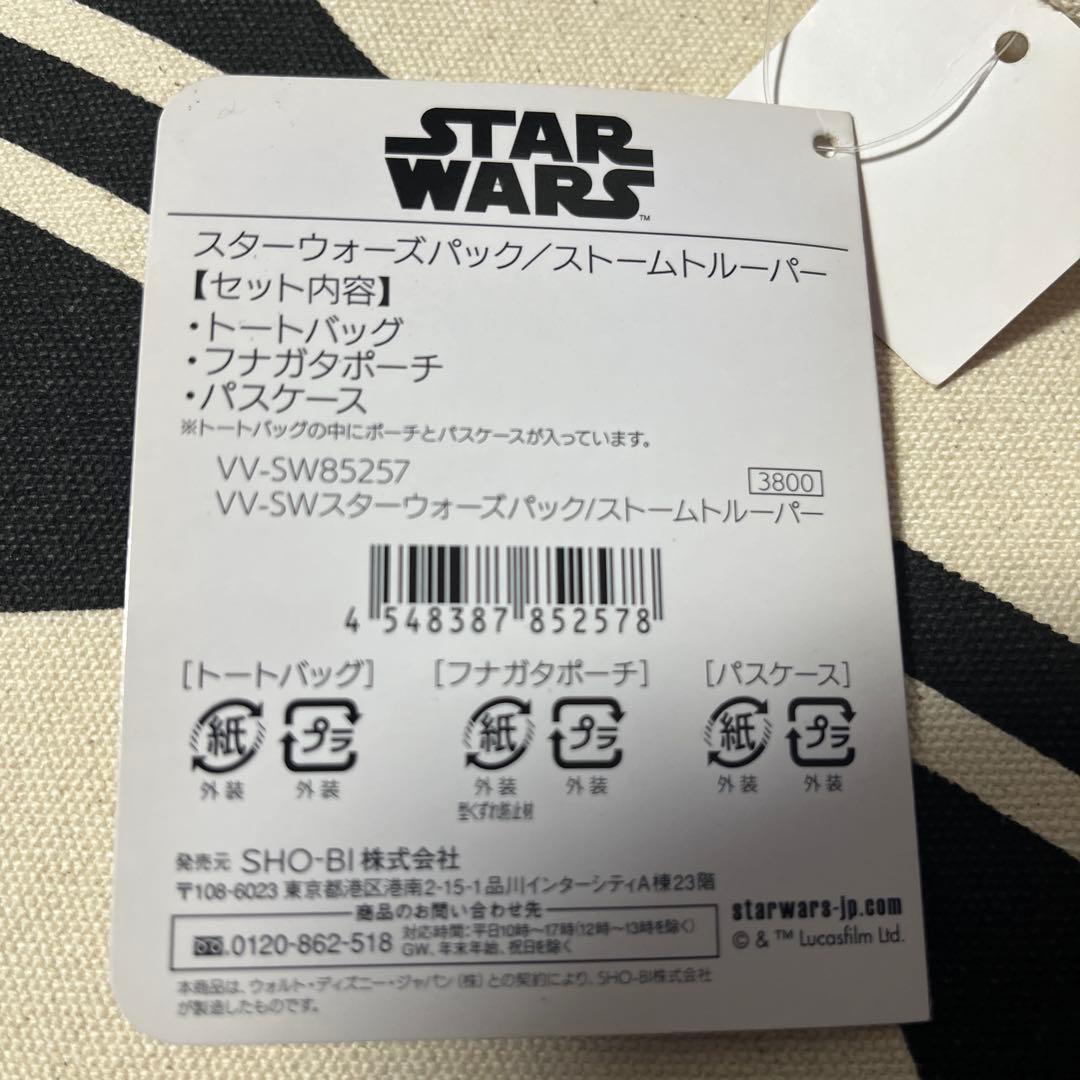 STAR
WARS™
スターウォーズパック/ストームトルーパー
【セット内容】
・トートバッグ
・フナガタポーチ
・パスケース
※トートバッグの中にポーチとパスケースが入っています。
VV-SW85257
3800
VV-SWスターウォーズパック/ストームトルーパー
4 548387 852578
[トートバッグ] [フナガタポーチ] [パスケース]
紙 プラ 紙 プラ 紙 プラ
外装 外装 外装 外装 外装 外装
型くずれ防止材
発売元 SHO-BI株式会社
〒108-6023 東京都港区港南2-15-1品川インターシティA棟23階
商品のお問い合わせ先
0120-862-518 対応時間:平日10時〜17時(12時〜13時を除く)
GW、年末年始、祝日を除く
starwars-jp.com
© & ™ Lucasfilm Ltd.
本商品は、ウォルト・ディズニー・ジャパン(株)との契約により、SHO-BI株式会社
が製造したものです。